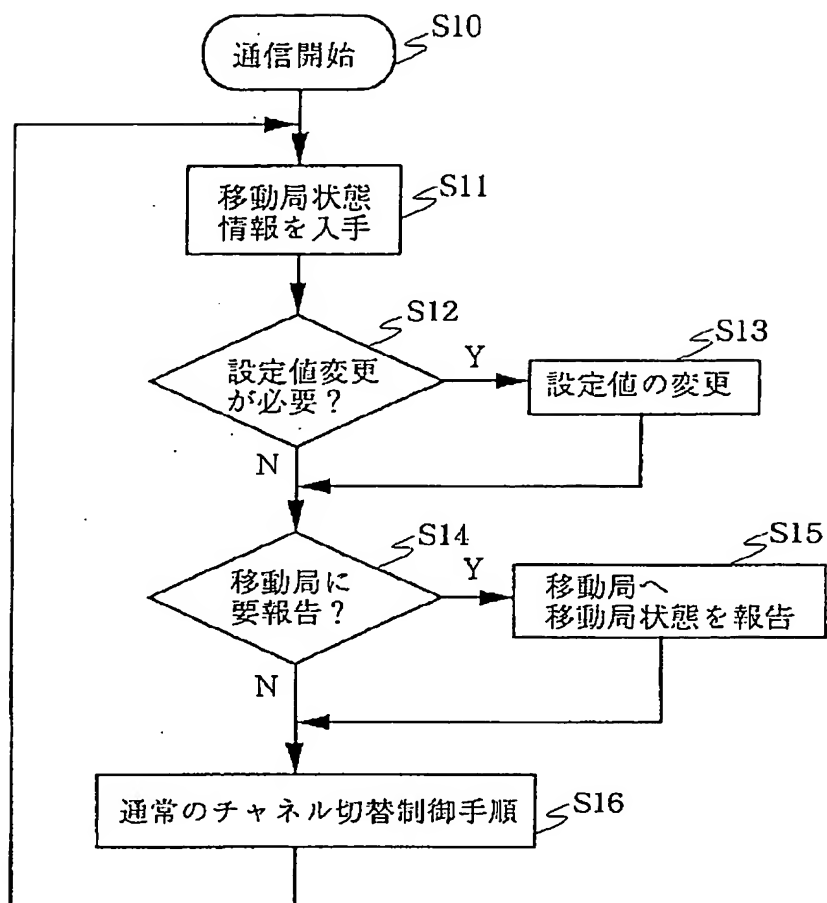 通信開始
S10
移動局状態
情報を入手
S11
設定値変更
が必要？
S12
Y
設定値の変更
S13
N
移動局に
要報告？
S14
Y
移動局へ
移動局状態を報告
S15
N
通常のチャネル切替制御手順
S16